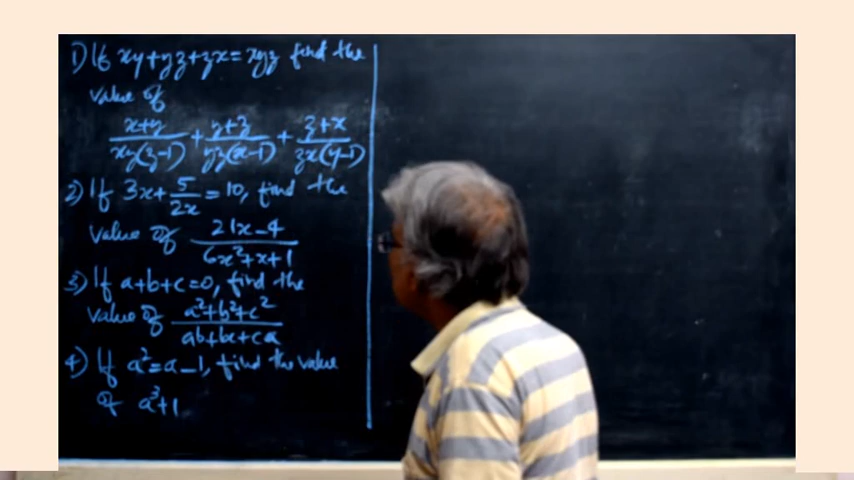 1) If xy+yz+zx=xyz find the
value of
x+y/xy(z-1) + y+z/yz(x-1) + z+x/zx(y-1)
2) If 3x+5/2x=10, find the
value of 21x-4/6x²+x+1
3) If a+b+c=0, find the
value of a²+b²+c²/ab+bc+ca
4) If a²=a-1, find the value
of a³+1